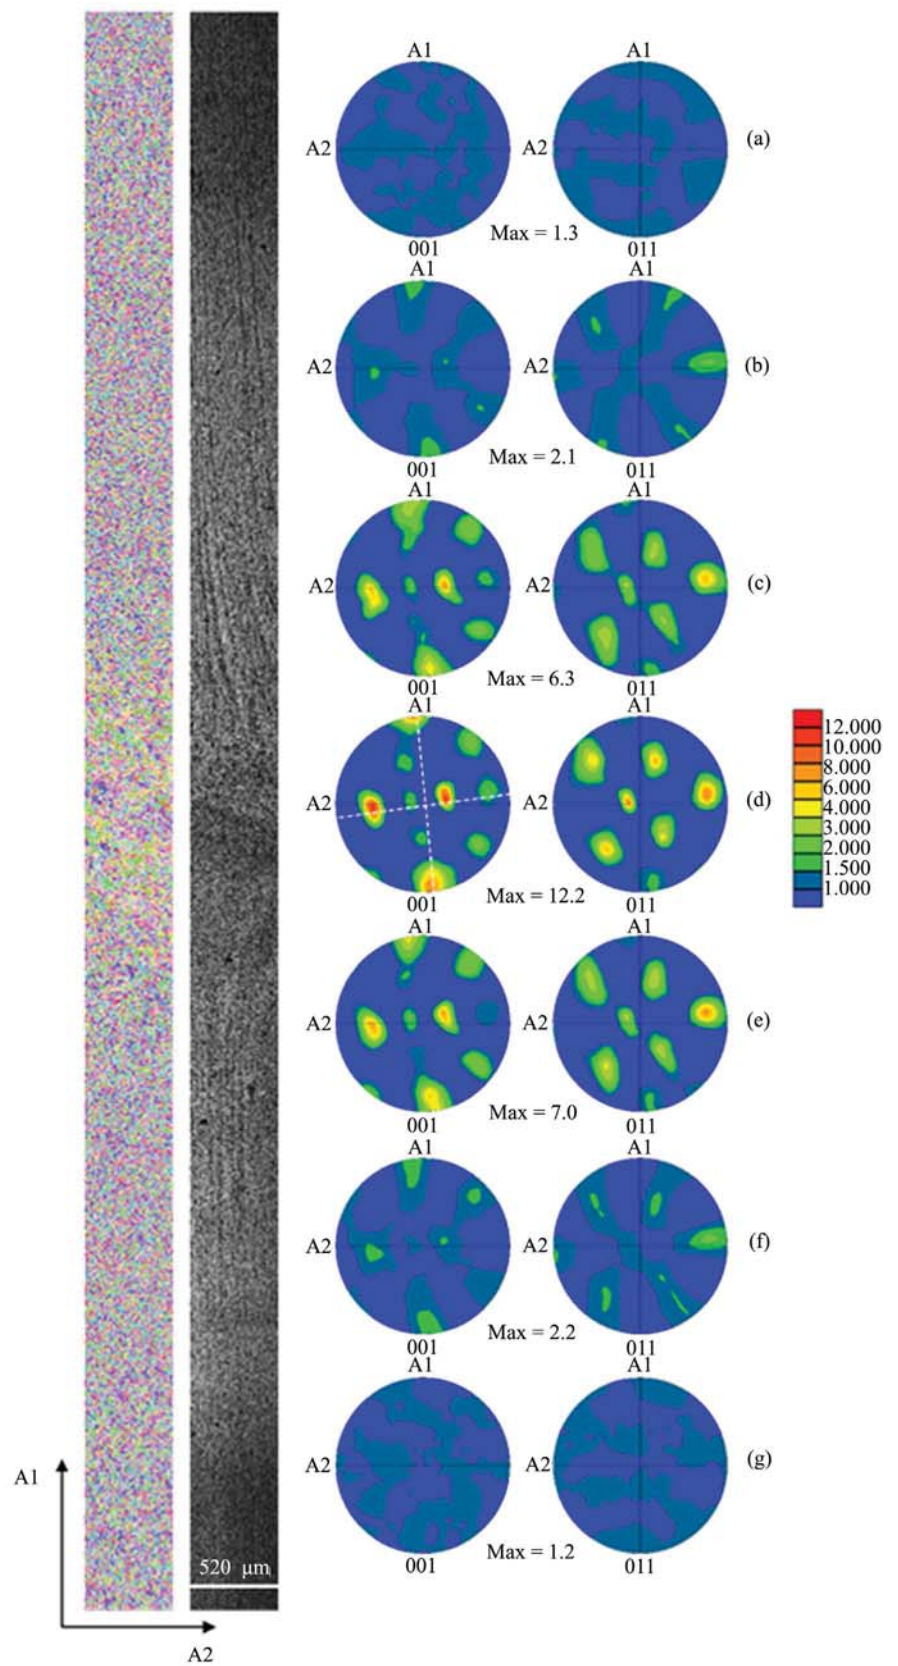 A1 A1
A2 A2 (a)
Max = 1.3
001 011
A1 A1
A2 A2 (b)
Max = 2.1
001 011
A1 A1
A2 A2 (c)
Max = 6.3
001 011
A1 A1
12.000
10.000
8.000
A2 A2 (d)
6.000
4.000
3.000
2.000
1.500
1.000
Max = 12.2
001 011
A1 A1
A2 A2 (e)
Max = 7.0
001 011
A1 A1
A2 A2 (f)
Max = 2.2
001 011
A1 A1
A2 A2 (g)
A1
Max = 1.2
001 011
520 μm
A2